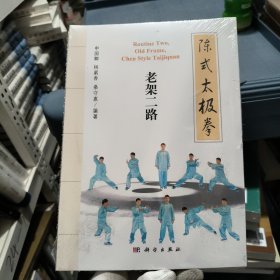 陈式太极拳
Routine Two,
Old Frame,
Chen Style Taijiquan
老架二路
科学出版社